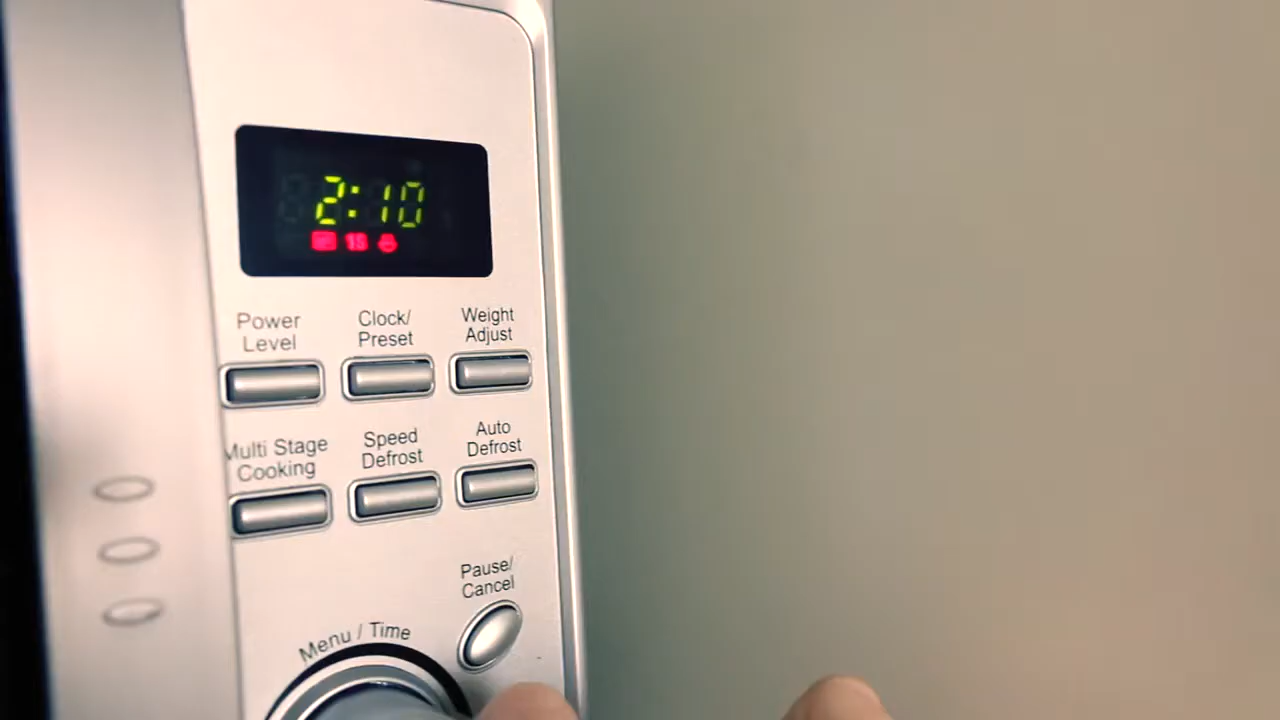 2:10
1S
Power
Level
Clock/
Preset
Weight
Adjust
Multi Stage
Cooking
Speed
Defrost
Auto
Defrost
Pause/
Cancel
Menu / Time